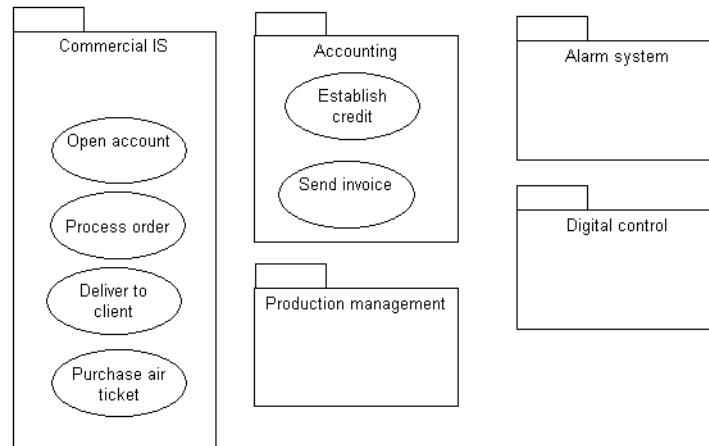 Commercial IS
Open account
Process order
Deliver to
client
Purchase air
ticket
Accounting
Establish
credit
Send invoice
Production management
Alarm system
Digital control